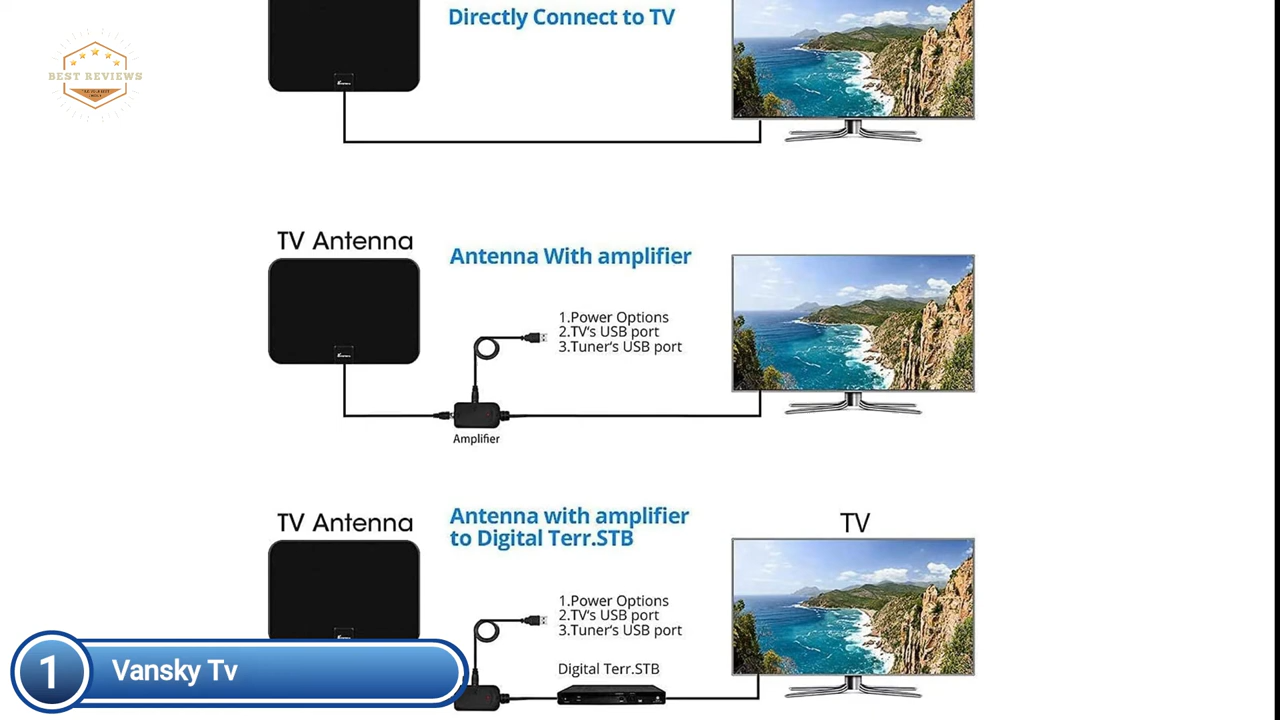 Directly Connect to TV
BEST REVIEWS
TV Antenna
Antenna With amplifier
1.Power Options
2.TV's USB port
3.Tuner's USB port
Amplifier
TV Antenna
Antenna with amplifier
to Digital Terr.STB
TV
1.Power Options
2.TV's USB port
3.Tuner's USB port
Digital Terr.STB
1
Vansky Tv